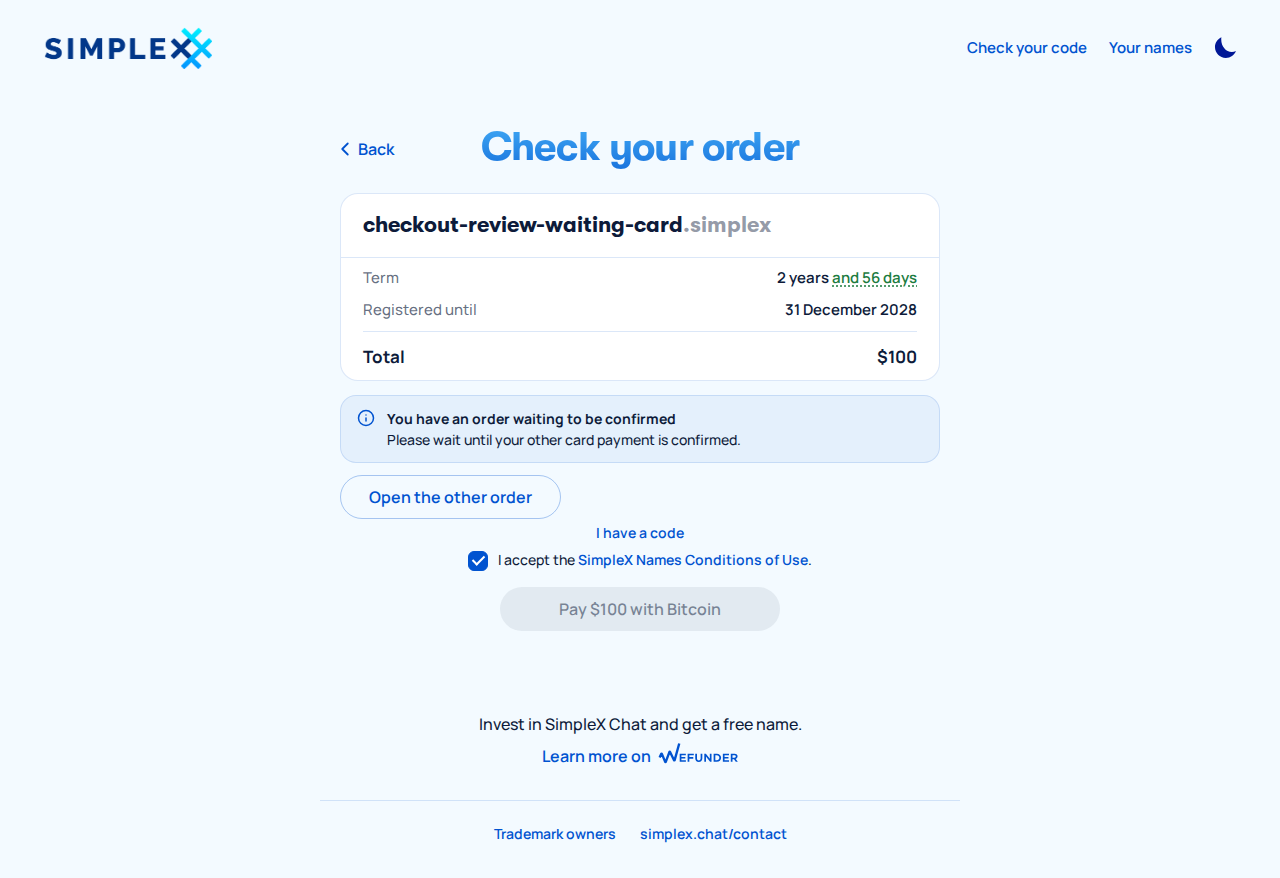 SIMPLEX
Check your code
Your names
Back
Check your order
checkout-review-waiting-card.simplex
Term
2 years and 56 days
Registered until
31 December 2028
Total
$100
You have an order waiting to be confirmed
Please wait until your other card payment is confirmed.
Open the other order
I have a code
I accept the SimpleX Names Conditions of Use.
Pay $100 with Bitcoin
Invest in SimpleX Chat and get a free name.
Learn more on WEFUNDER
Trademark owners
simplex.chat/contact